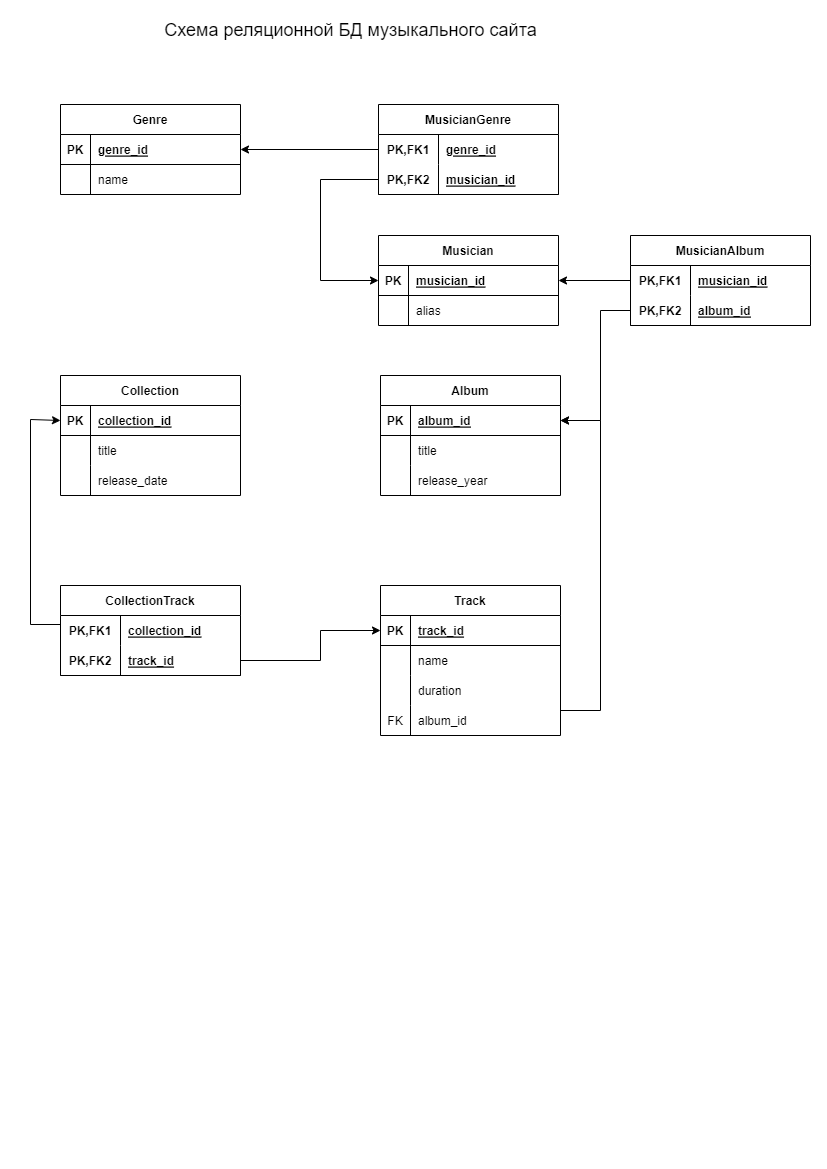 Схема реляционной БД музыкального сайта
Genre
PK genre_id
name
MusicianGenre
PK,FK1 genre_id
PK,FK2 musician_id
Musician
PK musician_id
alias
MusicianAlbum
PK,FK1 musician_id
PK,FK2 album_id
Collection
PK collection_id
title
release_date
Album
PK album_id
title
release_year
CollectionTrack
PK,FK1 collection_id
PK,FK2 track_id
Track
PK track_id
name
duration
FK album_id